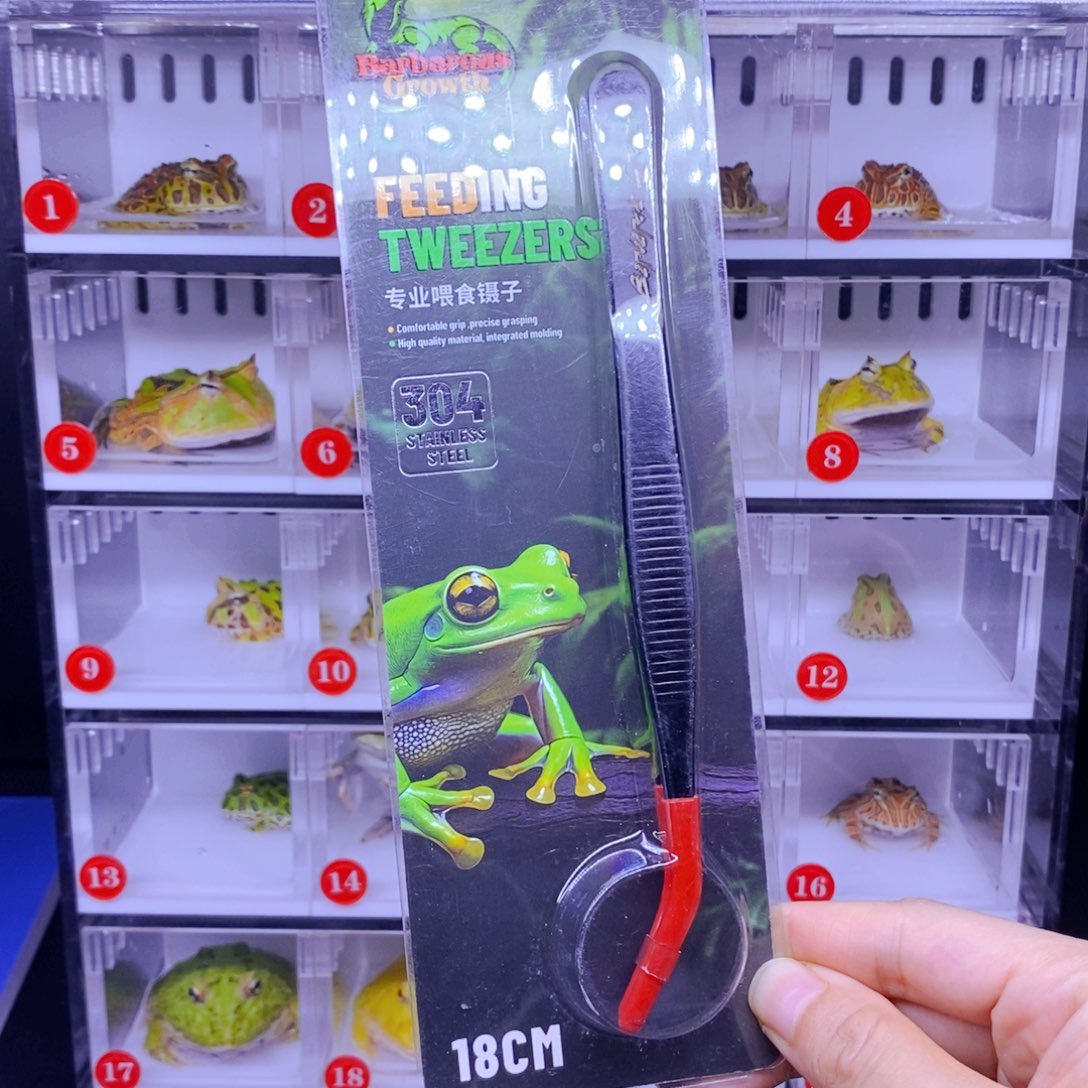 Barbarous
Growth
FEEDING
TWEEZERS
专业喂食镊子
Comfortable grip ,precise grasping
High quality material, integrated molding
304
STAINLESS
STEEL
18CM
1
2
4
5
6
8
9
10
12
13
14
16
17
18